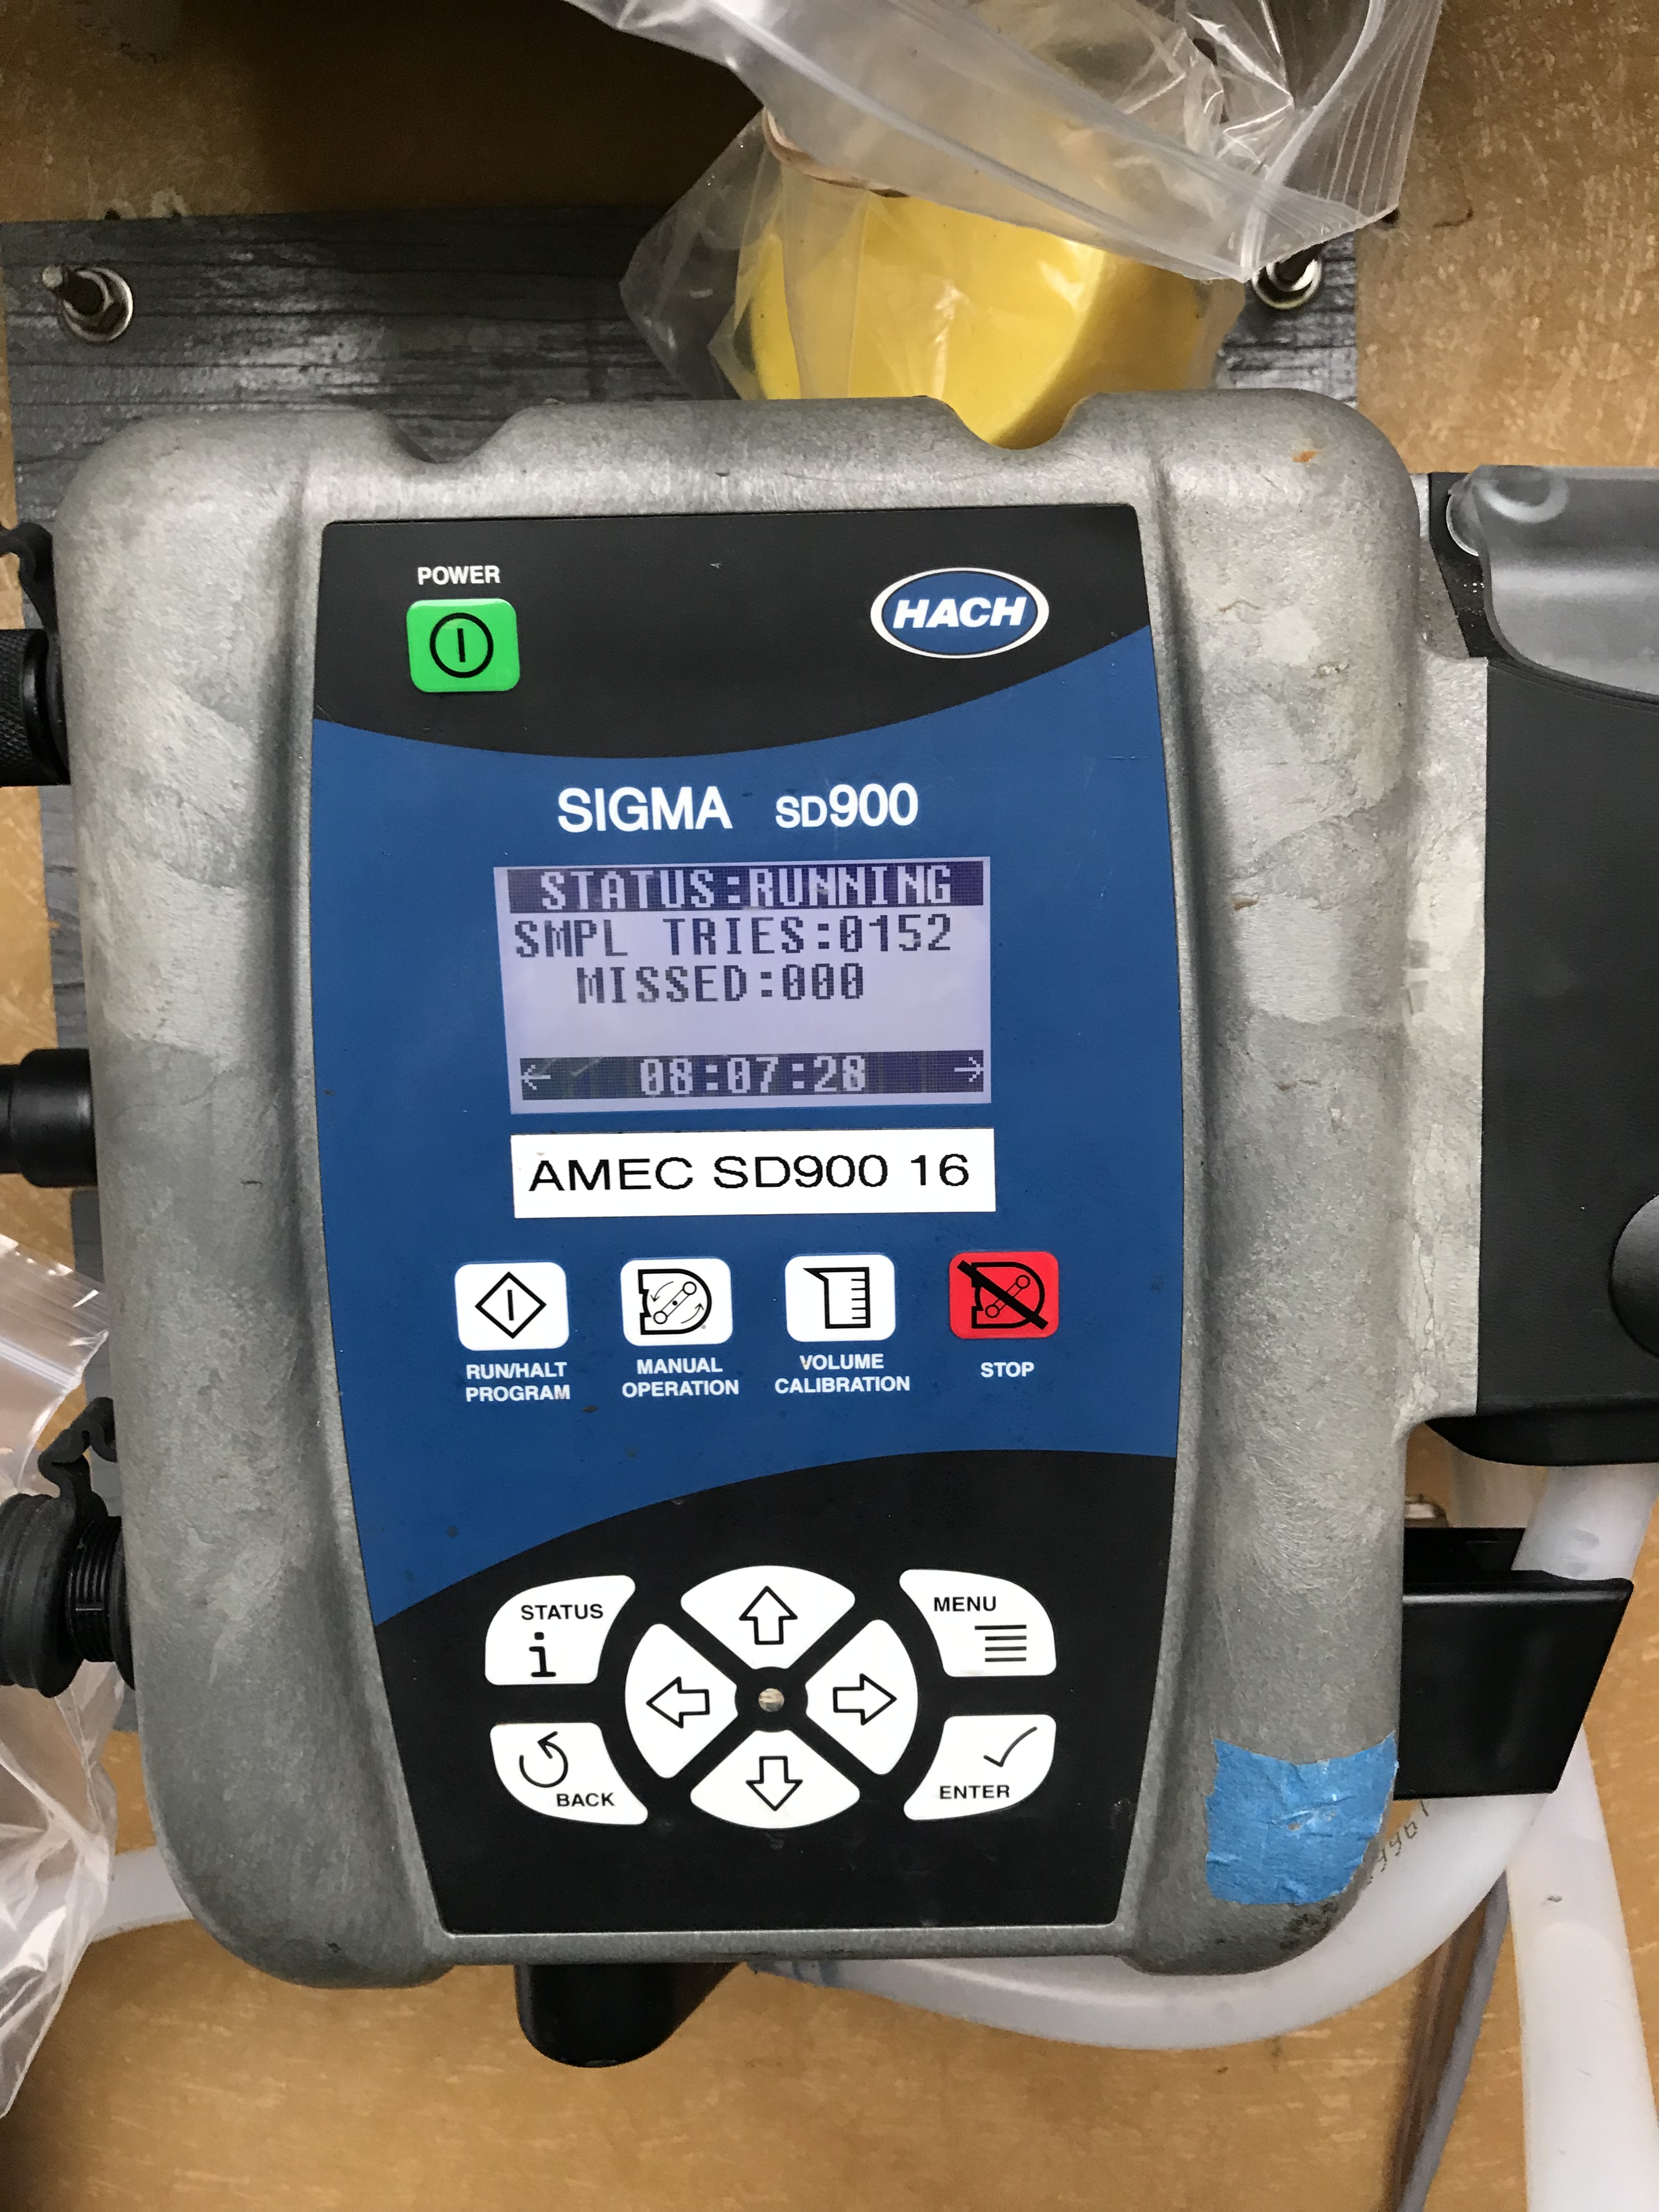 POWER
HACH
SIGMA SD900
STATUS:RUNNING
SMPL TRIES:0152
MISSED:000
08:07:28
AMEC SD900 16
RUN/HALT
PROGRAM
MANUAL
OPERATION
VOLUME
CALIBRATION
STOP
STATUS
i
MENU
BACK
ENTER